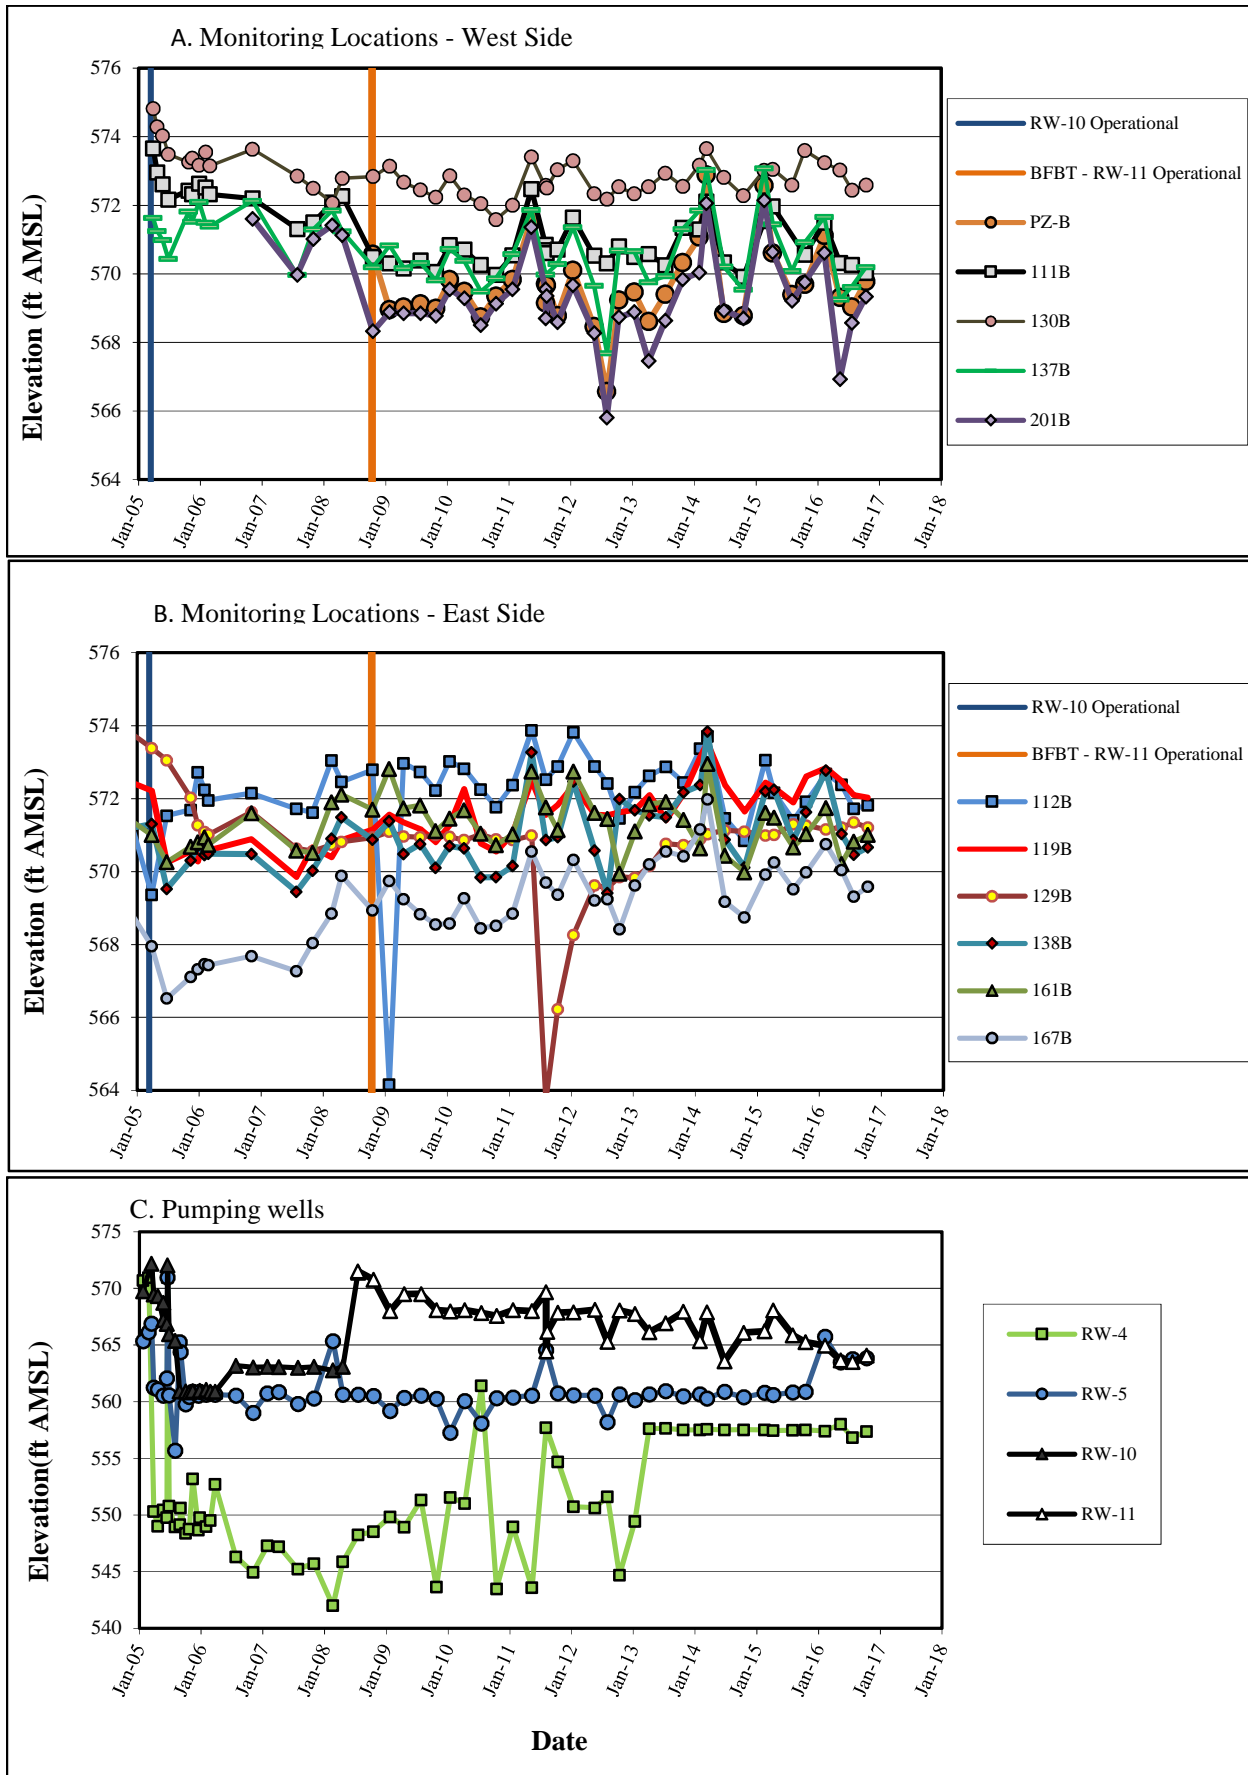 A. Monitoring Locations - West Side
576
574
572
570
568
566
564
Elevation (ft AMSL)
Jan-05
Jan-06
Jan-07
Jan-08
Jan-09
Jan-10
Jan-11
Jan-12
Jan-13
Jan-14
Jan-15
Jan-16
Jan-17
Jan-18
RW-10 Operational
BFBT - RW-11 Operational
PZ-B
111B
130B
137B
201B
B. Monitoring Locations - East Side
576
574
572
570
568
566
564
Elevation (ft AMSL)
Jan-05
Jan-06
Jan-07
Jan-08
Jan-09
Jan-10
Jan-11
Jan-12
Jan-13
Jan-14
Jan-15
Jan-16
Jan-17
Jan-18
RW-10 Operational
BFBT - RW-11 Operational
112B
119B
129B
138B
161B
167B
C. Pumping wells
575
570
565
560
555
550
545
540
Elevation(ft AMSL)
Jan-05
Jan-06
Jan-07
Jan-08
Jan-09
Jan-10
Jan-11
Jan-12
Jan-13
Jan-14
Jan-15
Jan-16
Jan-17
Jan-18
Date
RW-4
RW-5
RW-10
RW-11